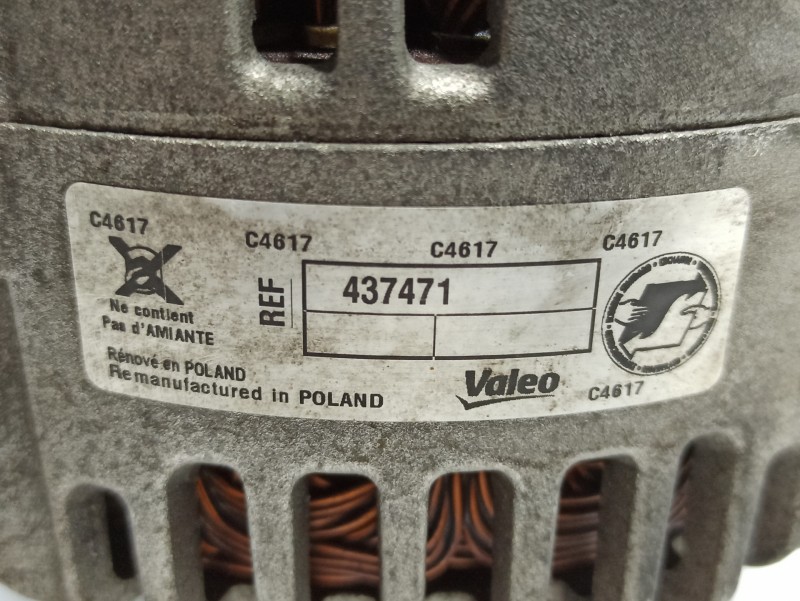 C4617
C4617
C4617
C4617
REF
437471
Ne contient
Pas d'AMIANTE
Rénové en POLAND
Remanufactured in POLAND
Valeo
C4617